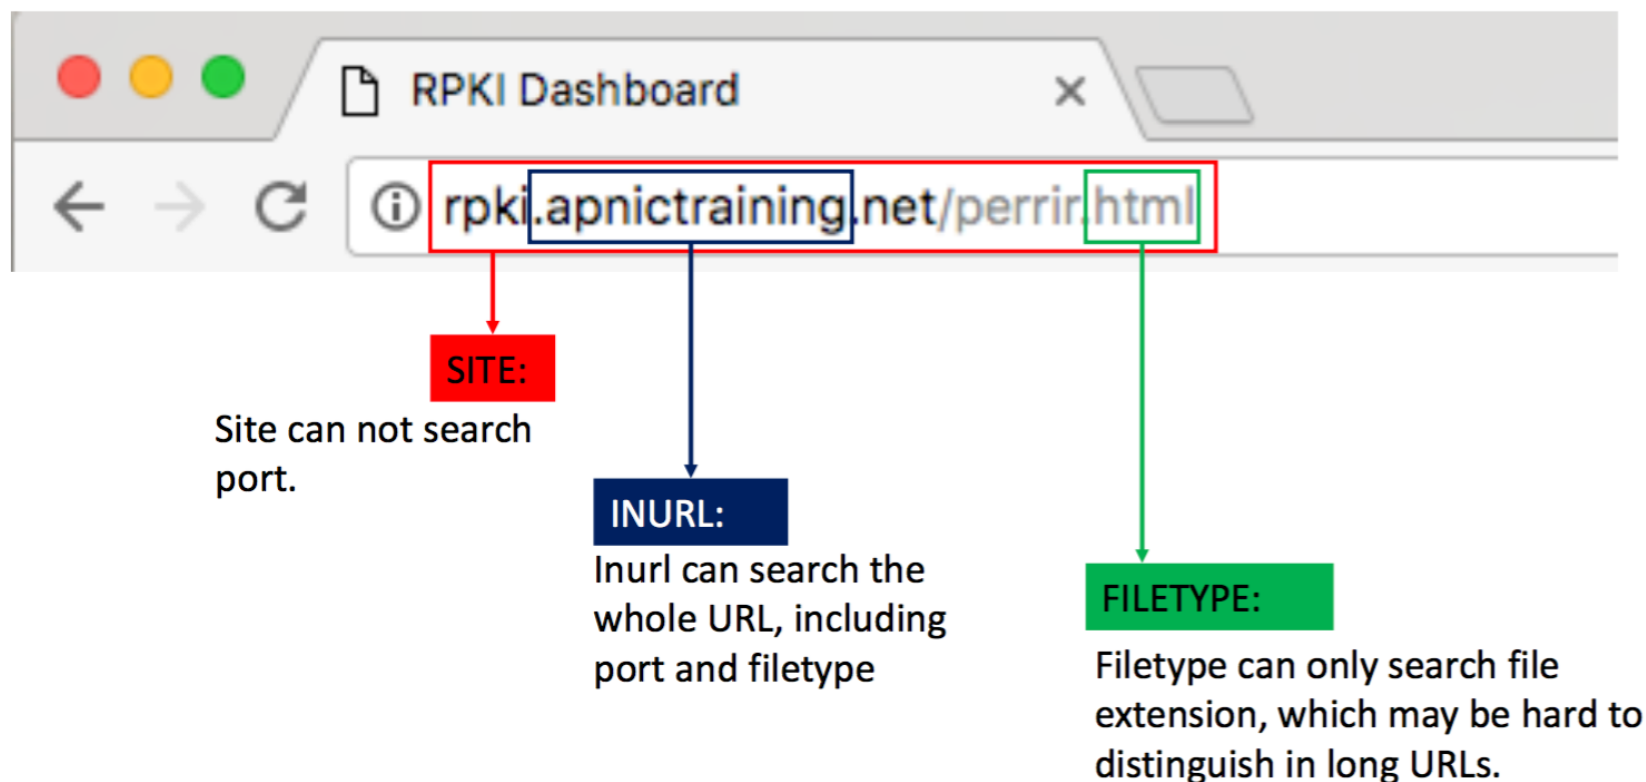 RPKI Dashboard
rpki.apnictraining.net/perrir.html
SITE:
Site can not search
port.
INURL:
Inurl can search the
whole URL, including
port and filetype
FILETYPE:
Filetype can only search file
extension, which may be hard to
distinguish in long URLs.